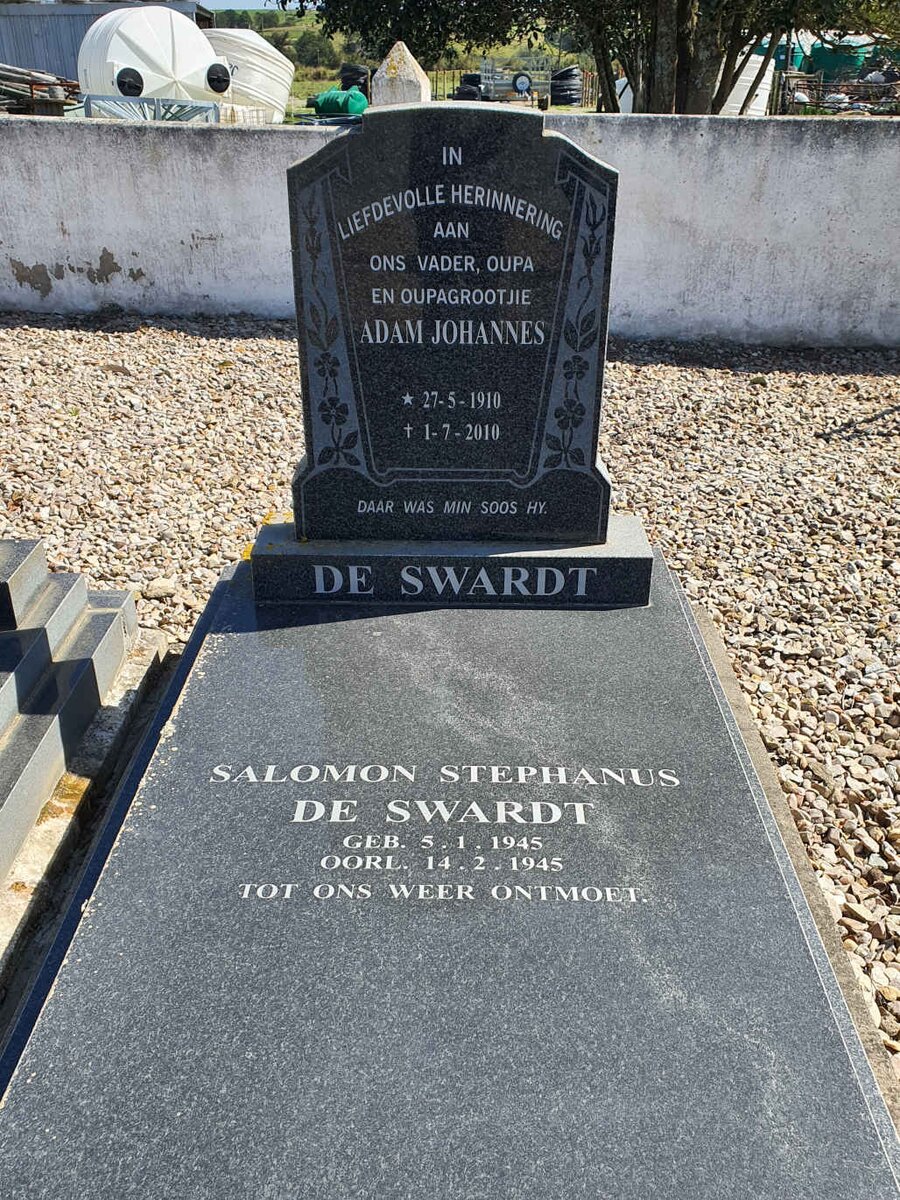 IN
LIEFDEVOLLE HERINNERING
AAN
ONS VADER, OUPA
EN OUPAGROOTJIE
ADAM JOHANNES
★ 27-5-1910
† 1-7-2010
DAAR WAS MIN SOOS HY.
DE SWARDT
SALOMON STEPHANUS
DE SWARDT
GEB. 5.1.1945
OORL. 14.2.1945
TOT ONS WEER ONTMOET.